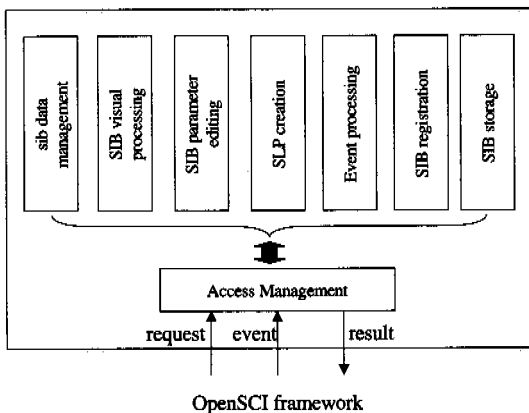 sib data
management
SIB visual
processing
SIB parameter
editing
SLP creation
Event processing
SIB registration
SIB storage
Access Management
request
event
result
OpenSCI framework